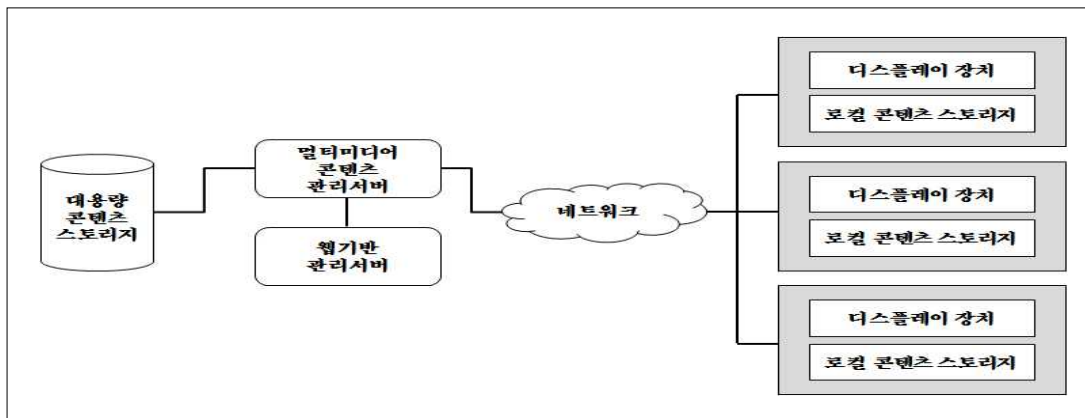 대용량
콘텐츠
스토리지
멀티미디어
콘텐츠
관리서버
웹기반
관리서버
네트워크
디스플레이 장치
로컬 콘텐츠 스토리지
디스플레이 장치
로컬 콘텐츠 스토리지
디스플레이 장치
로컬 콘텐츠 스토리지